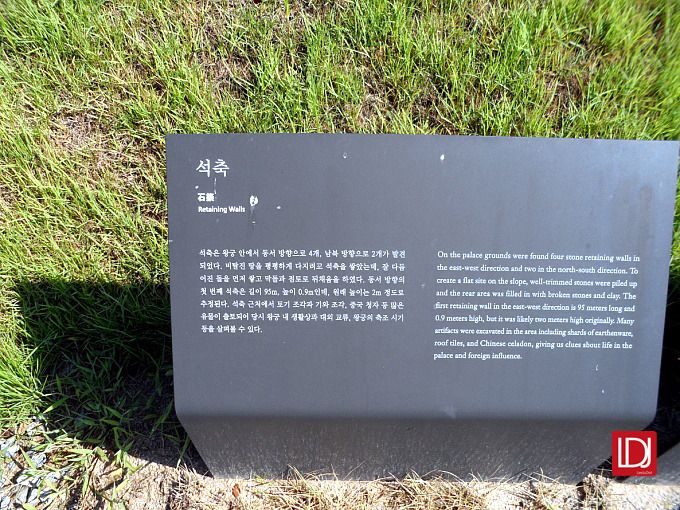 석축
石築
Retaining Walls
석축은 왕궁 안에서 동서 방향으로 4개, 남북 방향으로 2개가 발견
되었다. 비탈진 땅을 평평하게 다지려고 석축을 쌓았는데, 잘 다듬
어진 돌을 먼저 쌓고 막돌과 점토로 뒤채움을 하였다. 동서 방향의
첫 번째 석축은 길이 95m, 높이 0.9m인데, 원래 높이는 2m 정도로
추정된다. 석축 근처에서 토기 조각과 기와 조각, 중국 청자 등 많은
유물이 출토되어 당시 왕궁 내 생활상과 대외 교류, 왕궁의 축조 시기
등을 살펴볼 수 있다.
On the palace grounds were found four stone retaining walls in
the east-west direction and two in the north-south direction. To
create a flat site on the slope, well-trimmed stones were piled up
and the rear area was filled in with broken stones and clay. The
first retaining wall in the east-west direction is 95 meters long and
0.9 meters high, but it was likely two meters high originally. Many
artifacts were excavated in the area including shards of earthenware,
roof tiles, and Chinese celadon, giving us clues about life in the
palace and foreign influence.
LDJ